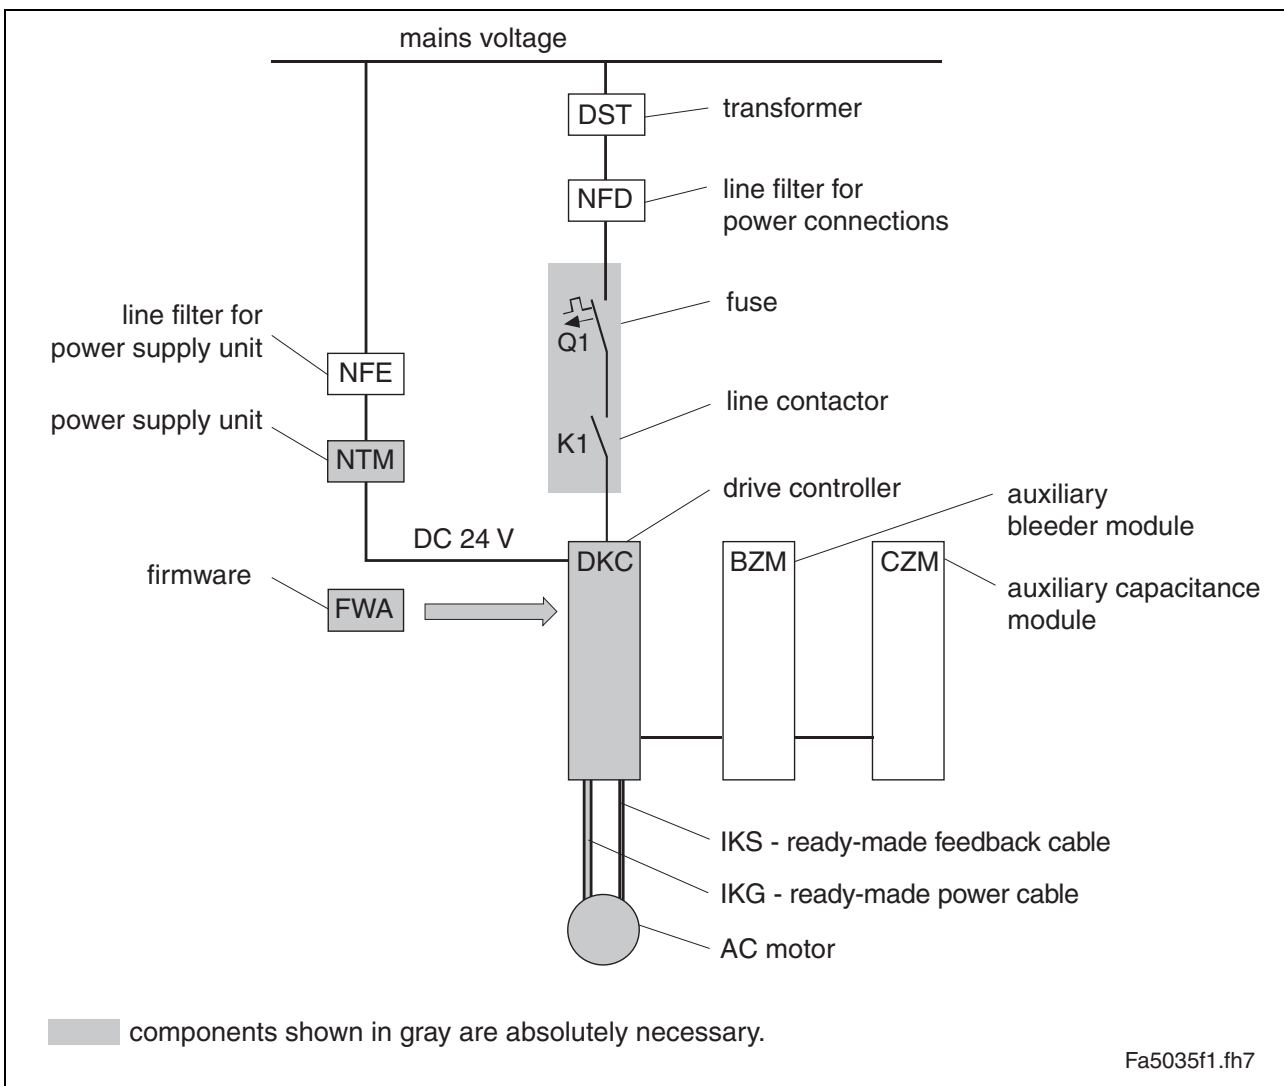 mains voltage
DST
transformer
NFD
line filter for
power connections
fuse
Q1
line filter for
power supply unit
NFE
line contactor
K1
power supply unit
NTM
drive controller
auxiliary
bleeder module
DC 24 V
DKC
BZM
CZM
firmware
FWA
auxiliary capacitance
module
IKS - ready-made feedback cable
IKG - ready-made power cable
AC motor
components shown in gray are absolutely necessary.
Fa5035f1.fh7